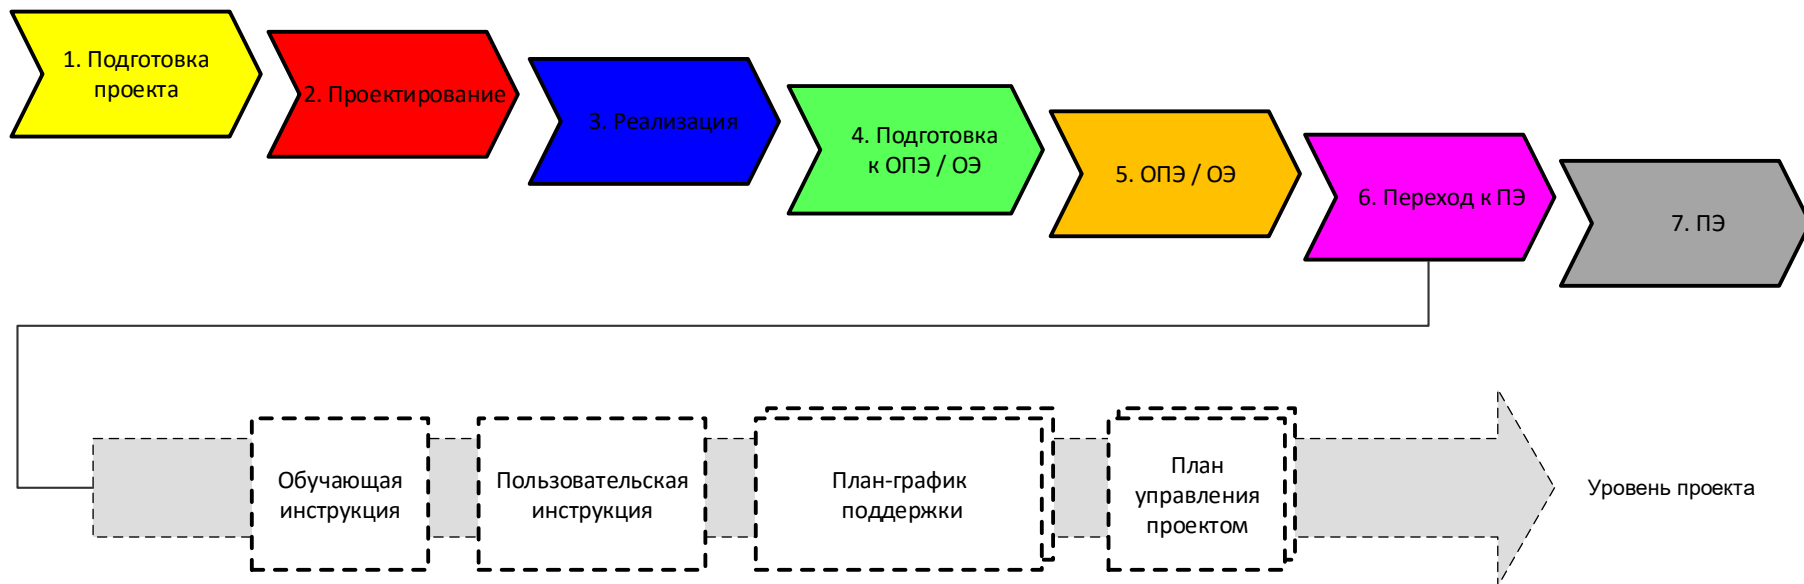 1. Подготовка
проекта
2. Проектирование
3. Реализация
4. Подготовка
к ОПЭ / ОЭ
5. ОПЭ / ОЭ
6. Переход к ПЭ
7. ПЭ
Обучающая
инструкция
Пользовательская
инструкция
План-график
поддержки
План
управления
проектом
Уровень проекта